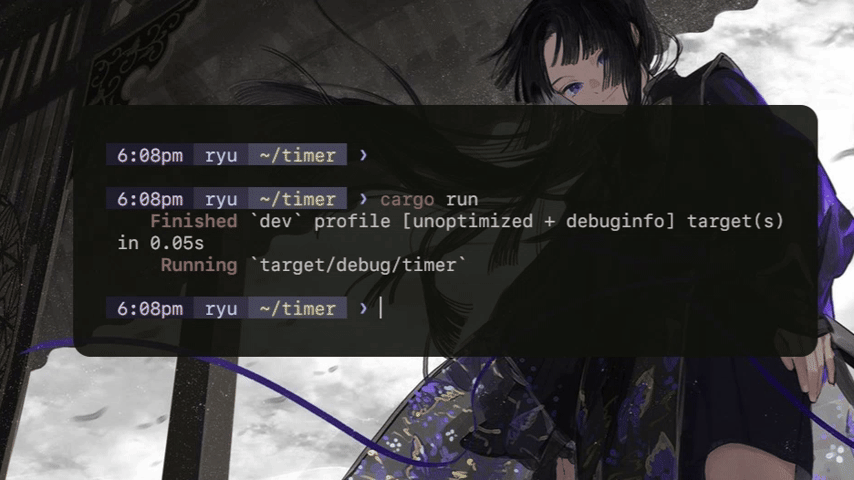 6:08pm ryu ~/timer ❯
6:08pm ryu ~/timer ❯ cargo run
Finished `dev` profile [unoptimized + debuginfo] target(s)
in 0.05s
Running `target/debug/timer`
6:08pm ryu ~/timer ❯